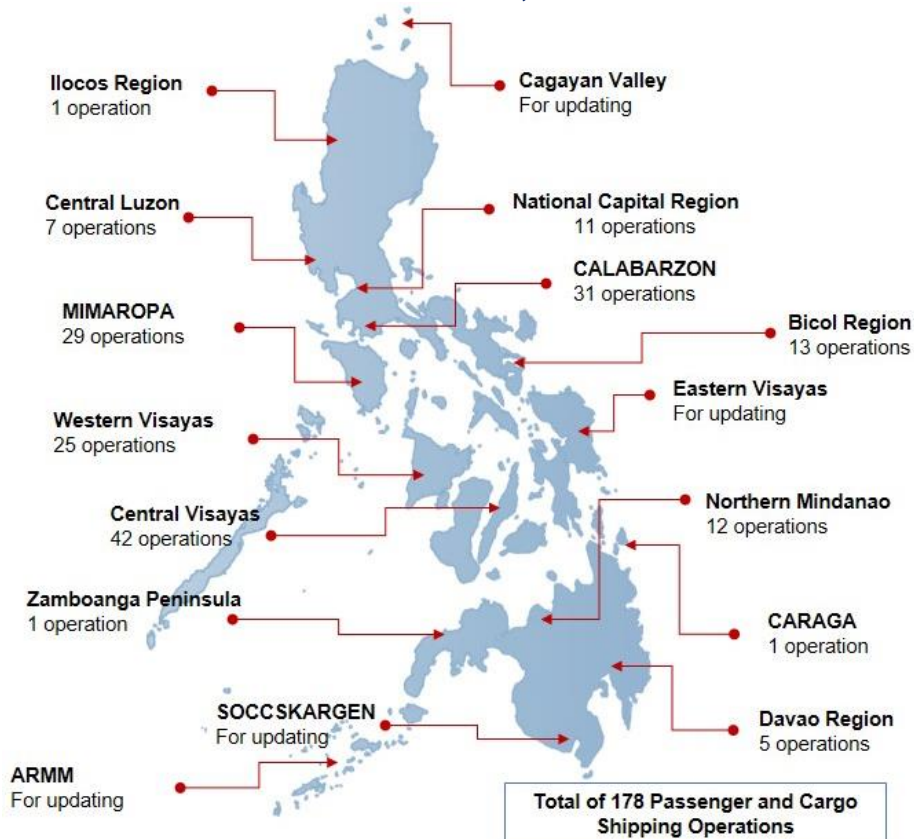 Ilocos Region
1 operation
Cagayan Valley
For updating
Central Luzon
7 operations
National Capital Region
11 operations
CALABARZON
31 operations
MIMAROPA
29 operations
Bicol Region
13 operations
Eastern Visayas
For updating
Western Visayas
25 operations
Northern Mindanao
12 operations
Central Visayas
42 operations
Zamboanga Peninsula
1 operation
CARAGA
1 operation
SOCCSKARGEN
For updating
Davao Region
5 operations
ARMM
For updating
Total of 178 Passenger and Cargo
Shipping Operations